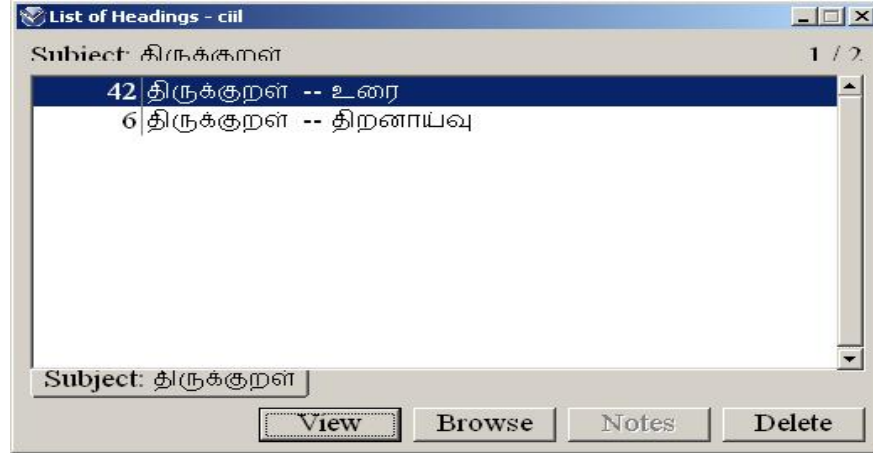 List of Headings - ciil
Subject: திருக்குறள் 1 / 2
42 திருக்குறள் -- உரை
6 திருக்குறள் -- திறனாய்வு
Subject: திருக்குறள்
View Browse Notes Delete